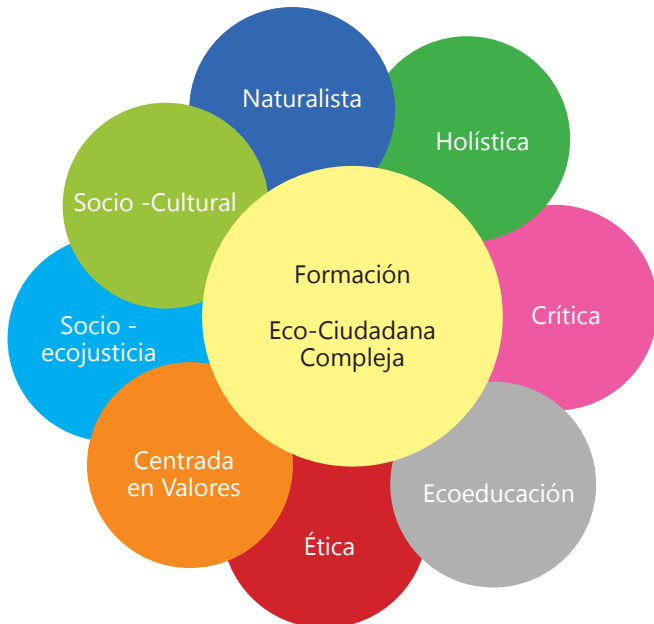 Naturalista
Holística
Socio -Cultural
Formación
Eco-Ciudadana
Compleja
Crítica
Socio -
ecojusticia
Centrada
en Valores
Ecoeducación
Ética